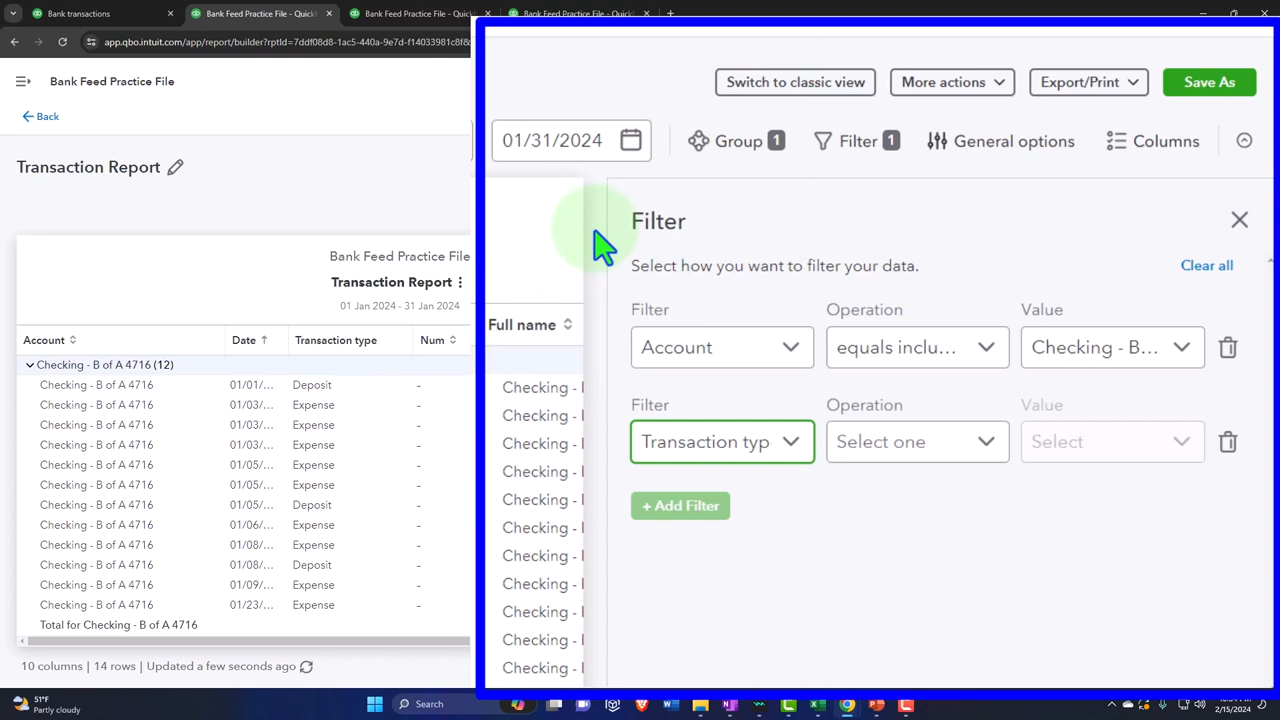 Bank transactions
Bank Feed Practice File - Quick
Bank Feed Practice File - Quick
Bank Feed Practice File - Quick
app.qbo.intuit.com/app/report/builder?rptId=7ddf08d8-1ac5-440a-9e7d-f14033981c8f8
Bank Feed Practice File
Back
Transaction Report
Bank Feed Practice File
Transaction Report
01 Jan 2024 - 31 Jan 2024
Account Date Transaction type Num
Checking - B of A 4716 (12)
Checking - B of A 4716 01/01/... Deposit -
Checking - B of A 4716 01/03/... Expense -
Checking - B of A 4716 01/03/... Expense -
Checking - B of A 4716 01/03/... Expense -
Checking - B of A 4716 01/05/... Expense -
Checking - B of A 4716 01/05/... Expense -
Checking - B of A 4716 01/05/... Deposit -
Checking - B of A 4716 01/06/... Expense -
Checking - B of A 4716 01/08/... Expense -
Checking - B of A 4716 01/08/... Deposit -
Checking - B of A 4716 01/09/... Expense -
Checking - B of A 4716 01/23/... Expense -
Total for Checking - B of A 4716
10 columns | 14 rows | Updated a few seconds ago
Switch to classic view More actions Export/Print Save As
01/31/2024 Group 1 Filter 1 General options Columns
Full name
Checking -
Checking -
Checking -
Checking -
Checking -
Checking -
Checking -
Checking -
Checking -
Checking -
Checking -
Filter
Select how you want to filter your data. Clear all
Filter Operation Value
Account equals inclu... Checking - B...
Filter Operation Value
Transaction typ Select one Select
+ Add Filter
51°F
Partly cloudy
Search
2/15/2024